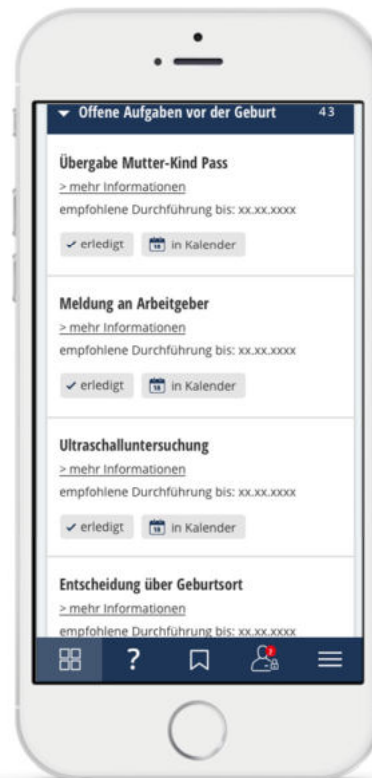 Offene Aufgaben vor der Geburt 43
Übergabe Mutter-Kind Pass
> mehr Informationen
empfohlene Durchführung bis: xx.xx.xxxx
erledigt in Kalender
Meldung an Arbeitgeber
> mehr Informationen
empfohlene Durchführung bis: xx.xx.xxxx
erledigt in Kalender
Ultraschalluntersuchung
> mehr Informationen
empfohlene Durchführung bis: xx.xx.xxxx
erledigt in Kalender
Entscheidung über Geburtsort
> mehr Informationen
empfohlene Durchführung bis: xx.xx.xxxx
?